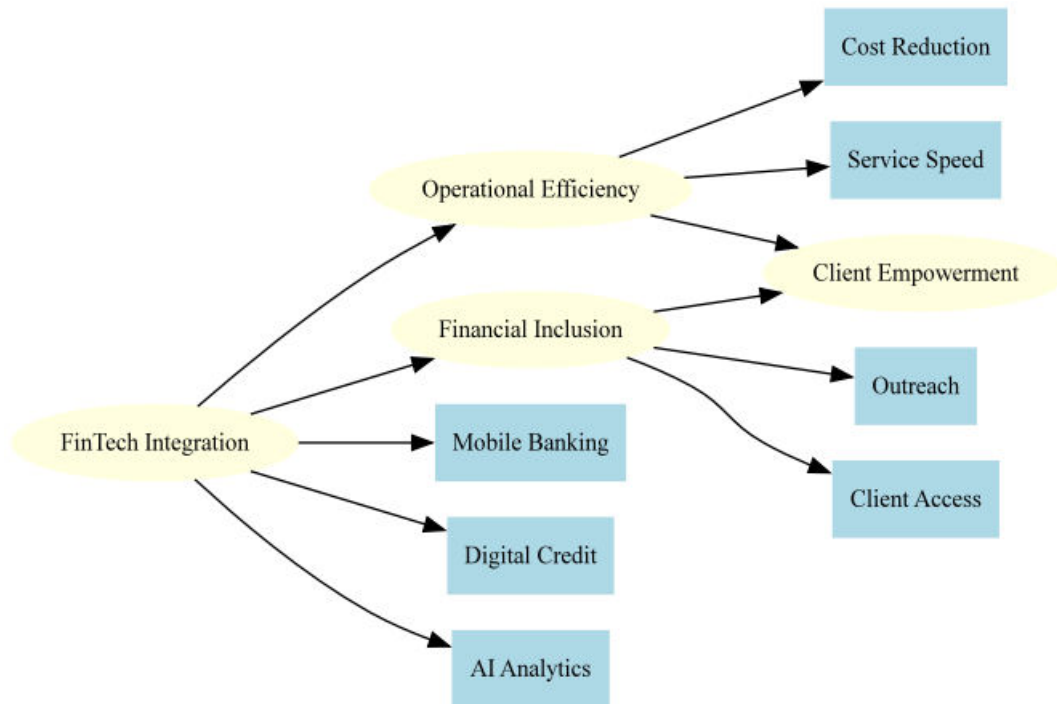 Cost Reduction
Service Speed
Operational Efficiency
Client Empowerment
Financial Inclusion
Outreach
FinTech Integration
Mobile Banking
Client Access
Digital Credit
AI Analytics